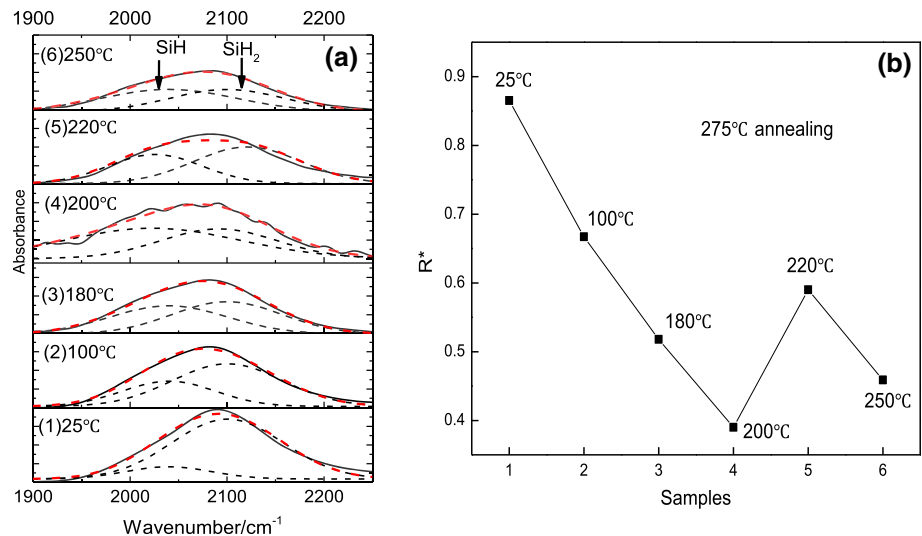 1900 2000 2100 2200
(6)250℃ SiH SiH2 (a)
(5)220℃
(4)200℃
(3)180℃
(2)100℃
(1)25℃
Absorbance
1900 2000 2100 2200
Wavenumber/cm-1
(b)
0.9
0.8
0.7
0.6
0.5
0.4
R*
25℃
275℃ annealing
100℃
220℃
180℃
250℃
200℃
1 2 3 4 5 6
Samples